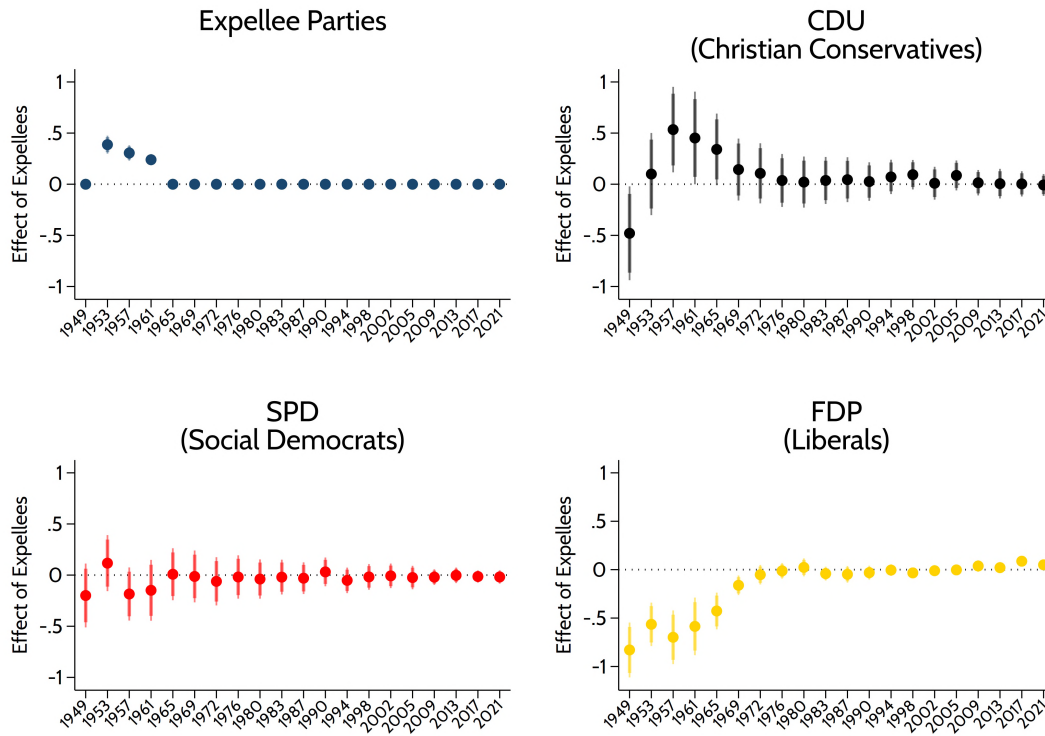 Expellee Parties
Effect of Expellees
1
.5
0
-.5
-1
1949 1953 1957 1961 1965 1969 1972 1976 1980 1983 1987 1990 1994 1998 2002 2005 2009 2013 2017 2021
CDU
(Christian Conservatives)
Effect of Expellees
1
.5
0
-.5
-1
1949 1953 1957 1961 1965 1969 1972 1976 1980 1983 1987 1990 1994 1998 2002 2005 2009 2013 2017 2021
SPD
(Social Democrats)
Effect of Expellees
1
.5
0
-.5
-1
1949 1953 1957 1961 1965 1969 1972 1976 1980 1983 1987 1990 1994 1998 2002 2005 2009 2013 2017 2021
FDP
(Liberals)
Effect of Expellees
1
.5
0
-.5
-1
1949 1953 1957 1961 1965 1969 1972 1976 1980 1983 1987 1990 1994 1998 2002 2005 2009 2013 2017 2021